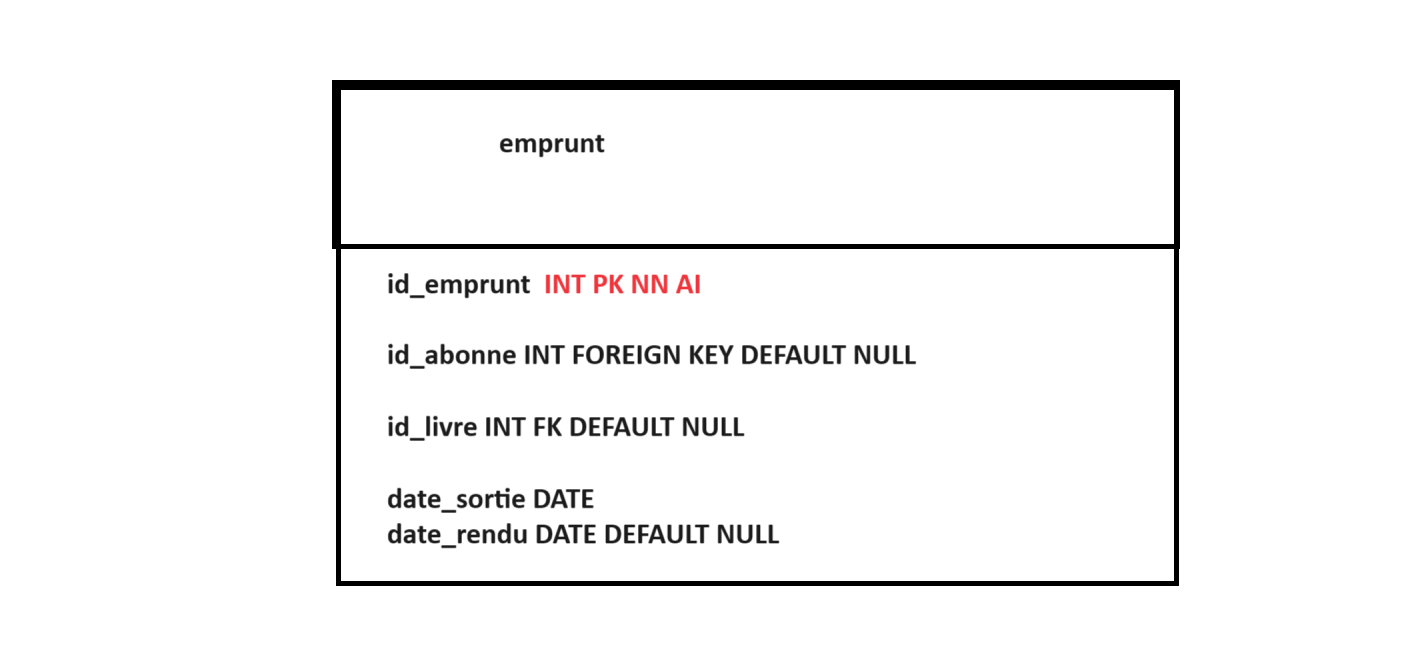 emprunt
id_emprunt INT PK NN AI
id_abonne INT FOREIGN KEY DEFAULT NULL
id_livre INT FK DEFAULT NULL
date_sortie DATE
date_rendu DATE DEFAULT NULL